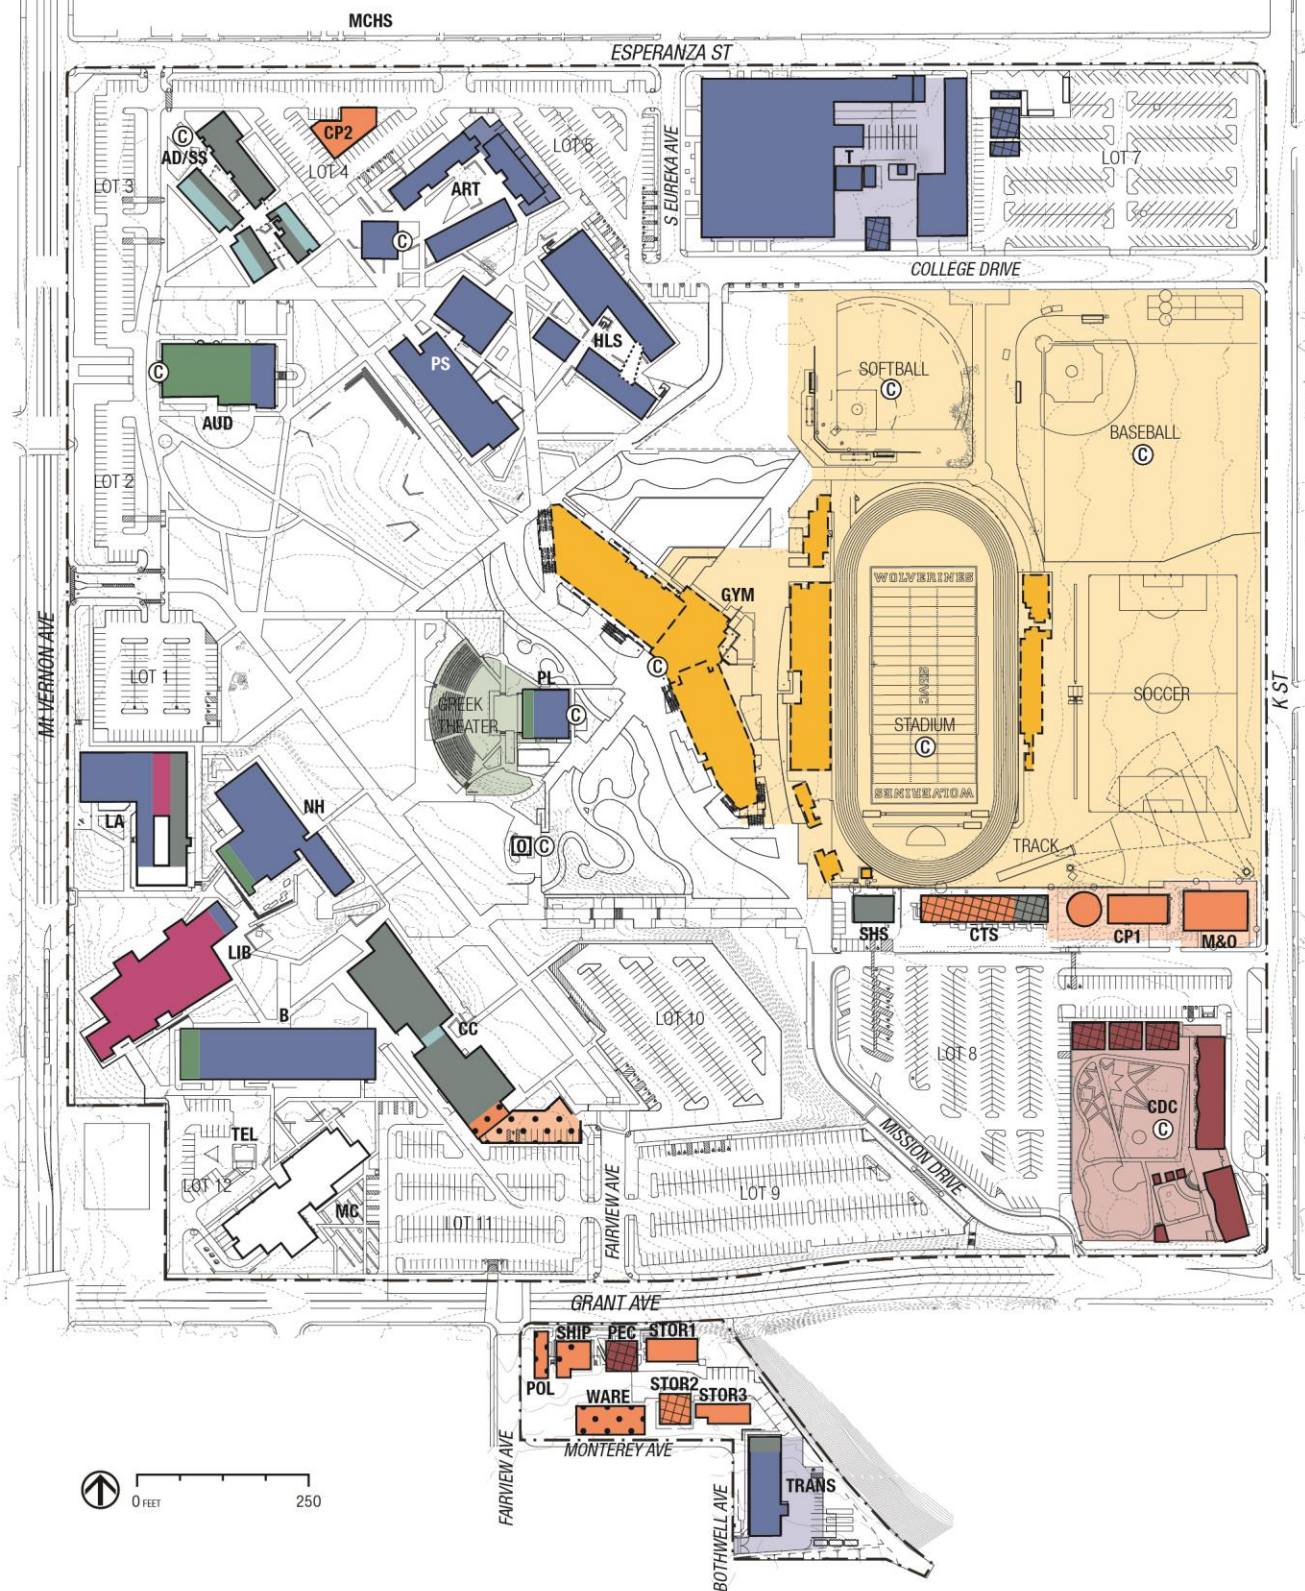 MCHS
ESPERANZA ST
C
AD/SS
CP2
LOT 3
LOT 4
LOT 5
ART
C
S EUREKA AVE
T
LOT 7
COLLEGE DRIVE
PS
HLS
C
AUD
SOFTBALL
C
BASEBALL
C
LOT 2
WOLVERINES
GYM
C
MT VERNON AVE
LOT 1
PL
C
GREEK
THEATER
SBVC
STADIUM
C
SOCCER
K ST
WOLVERINES
LA
NH
O
C
TRACK
LIB
SHS
CTS
CP1
M&O
B
CC
LOT 10
LOT 8
CDC
C
TEL
LOT 12
MC
LOT 11
FAIRVIEW AVE
LOT 9
MISSION DRIVE
GRANT AVE
SHIP
PEC
STOR1
POL
WARE
STOR2
STOR3
MONTEREY AVE
FAIRVIEW AVE
BOTHWELL AVE
TRANS
0 FEET
250